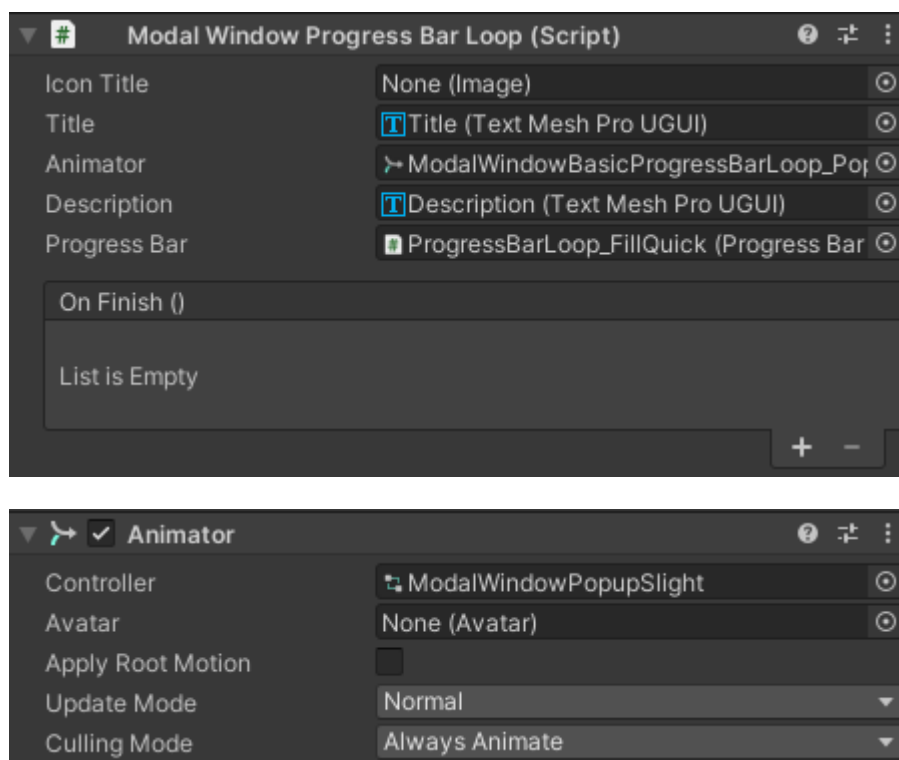 Modal Window Progress Bar Loop (Script)
Icon Title None (Image)
Title Title (Text Mesh Pro UGUI)
Animator ModalWindowBasicProgressBarLoop_Pop
Description Description (Text Mesh Pro UGUI)
Progress Bar ProgressBarLoop_FillQuick (Progress Bar
On Finish ()
List is Empty
+ −
Animator
Controller ModalWindowPopupSlight
Avatar None (Avatar)
Apply Root Motion
Update Mode Normal
Culling Mode Always Animate